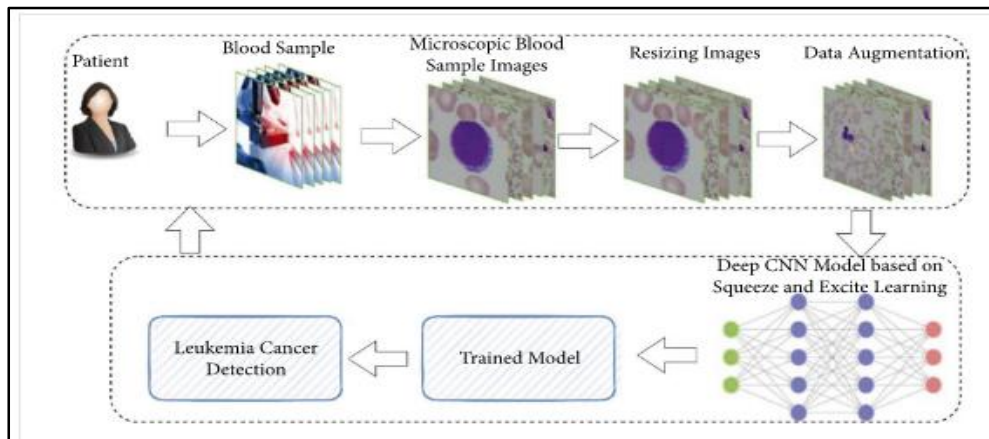 Patient
Blood Sample
Microscopic Blood
Sample Images
Resizing Images
Data Augmentation
Deep CNN Model based on
Squeeze and Excite Learning
Trained Model
Leukemia Cancer
Detection